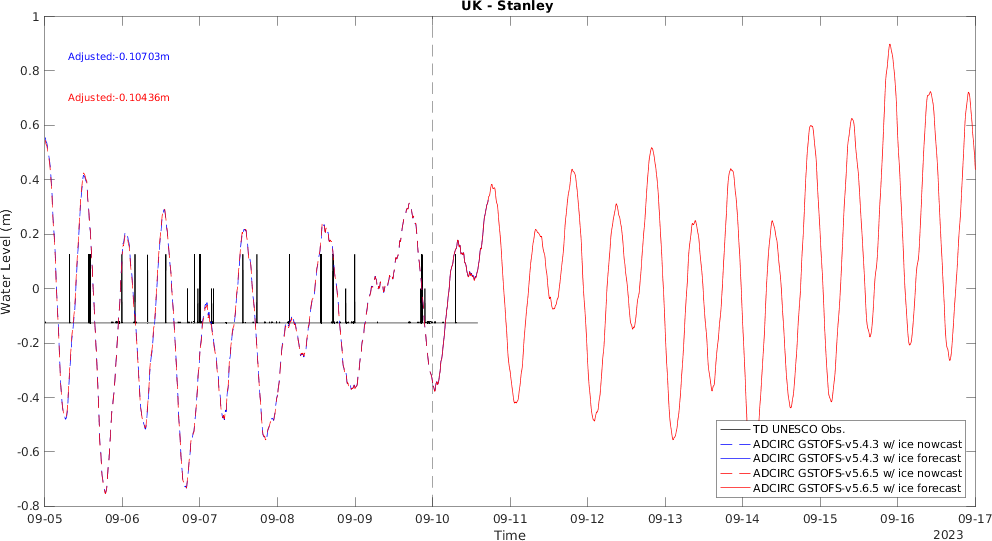 UK - Stanley
1
0.8
0.6
0.4
0.2
0
-0.2
-0.4
-0.6
-0.8
Water Level (m)
Adjusted:-0.10703m
Adjusted:-0.10436m
TD UNESCO Obs.
ADCIRC GSTOFS-v5.4.3 w/ ice nowcast
ADCIRC GSTOFS-v5.4.3 w/ ice forecast
ADCIRC GSTOFS-v5.6.5 w/ ice nowcast
ADCIRC GSTOFS-v5.6.5 w/ ice forecast
09-05 09-06 09-07 09-08 09-09 09-10 09-11 09-12 09-13 09-14 09-15 09-16 09-17
Time
2023